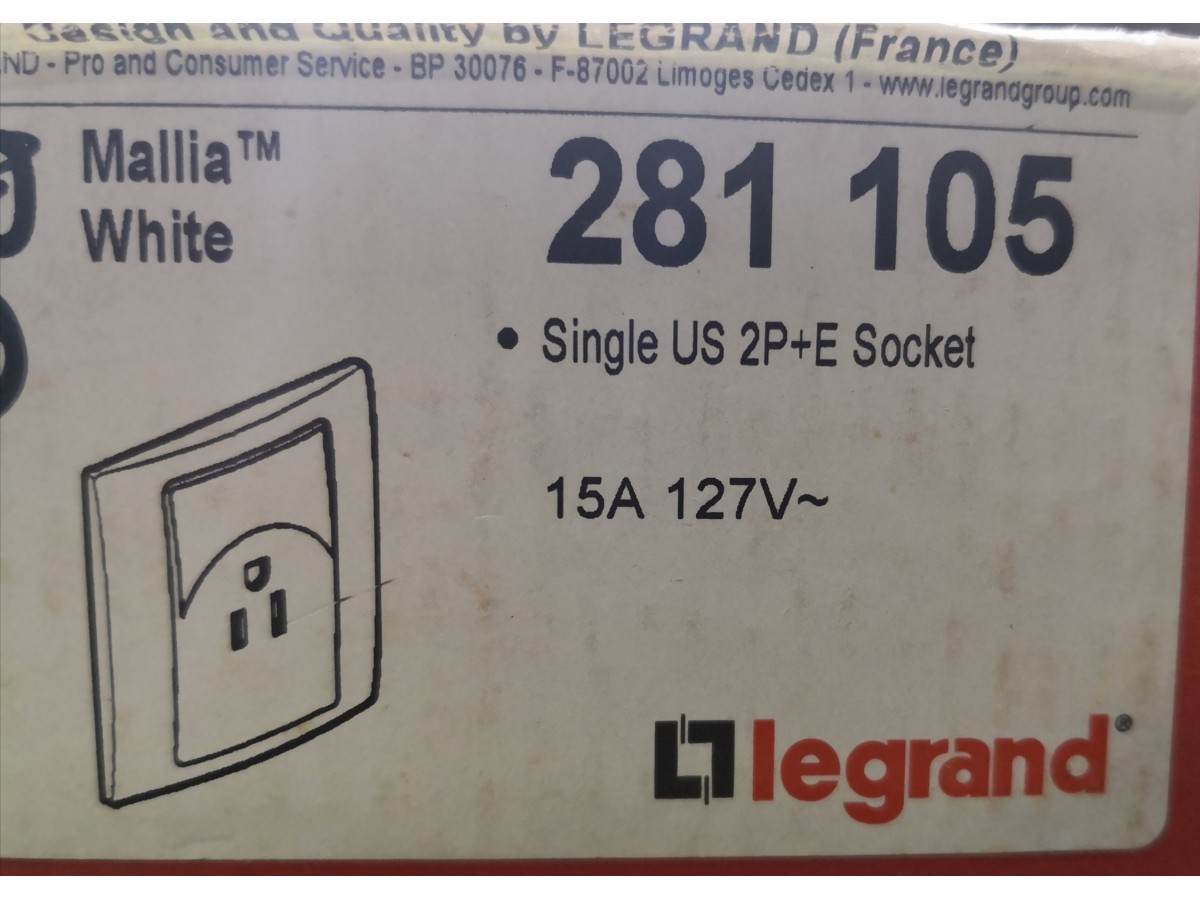 Design and Quality by LEGRAND (France)
ND - Pro and Consumer Service - BP 30076 - F-87002 Limoges Cedex 1 - www.legrandgroup.com
Mallia™
White
281 105
• Single US 2P+E Socket
15A 127V~
legrand®